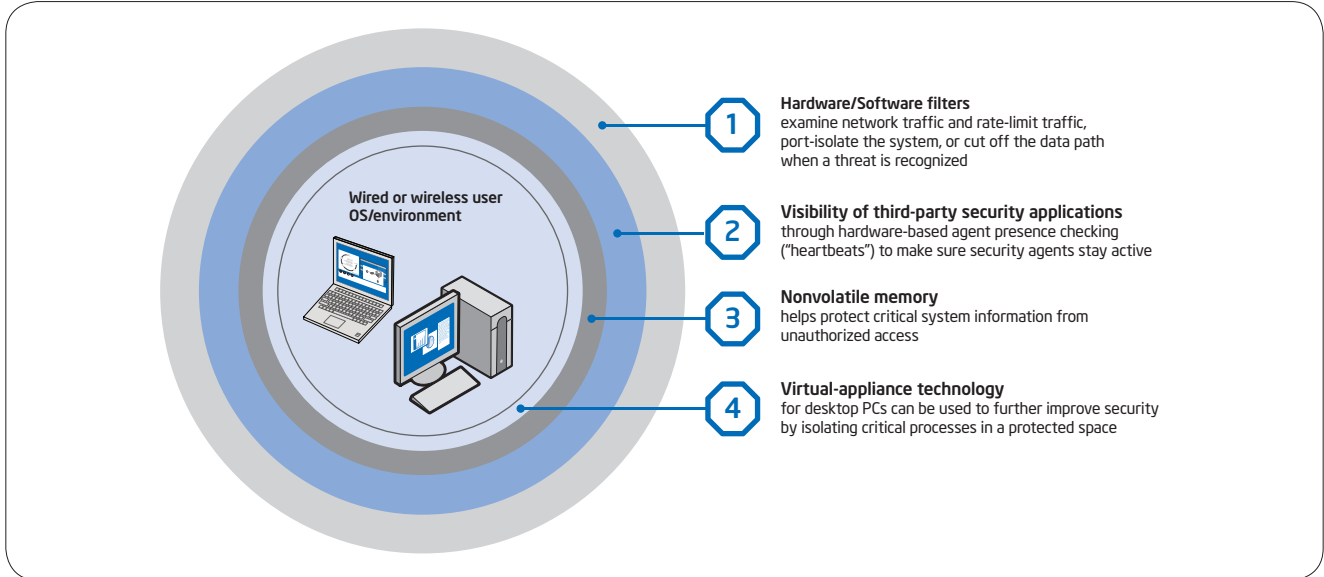 Wired or wireless user
OS/environment
1
Hardware/Software filters
examine network traffic and rate-limit traffic,
port-isolate the system, or cut off the data path
when a threat is recognized
2
Visibility of third-party security applications
through hardware-based agent presence checking
(“heartbeats”) to make sure security agents stay active
3
Nonvolatile memory
helps protect critical system information from
unauthorized access
4
Virtual-appliance technology
for desktop PCs can be used to further improve security
by isolating critical processes in a protected space